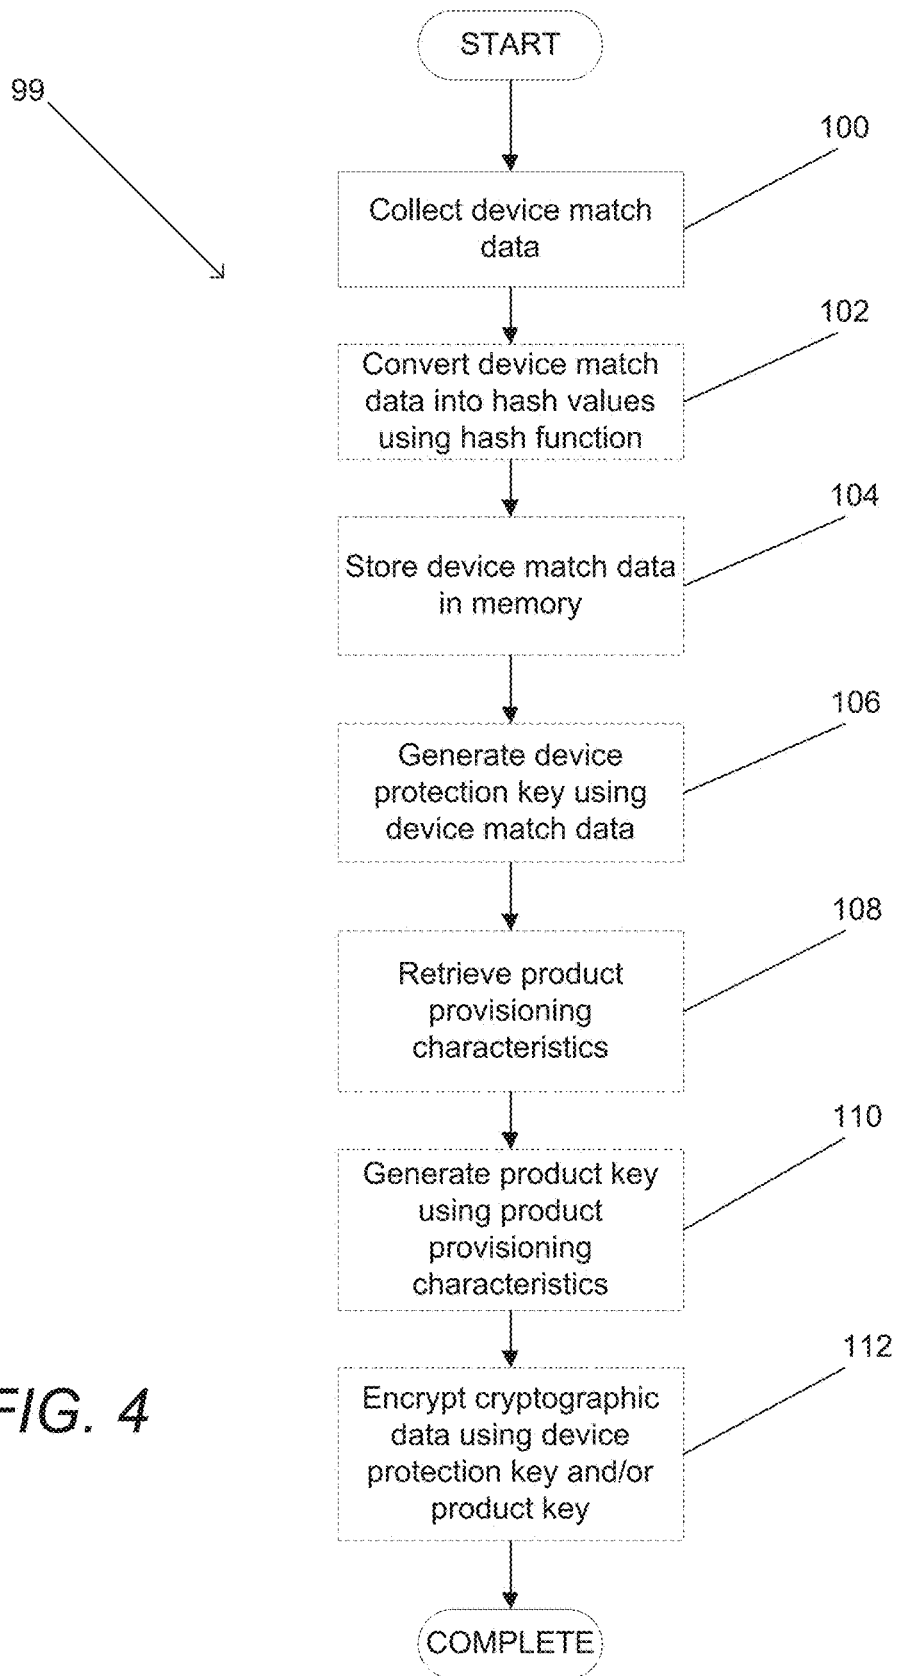 START
99
100
Collect device match
data
102
Convert device match
data into hash values
using hash function
104
Store device match data
in memory
106
Generate device
protection key using
device match data
108
Retrieve product
provisioning
characteristics
110
Generate product key
using product
provisioning
characteristics
112
Encrypt cryptographic
data using device
protection key and/or
product key
FIG. 4
COMPLETE